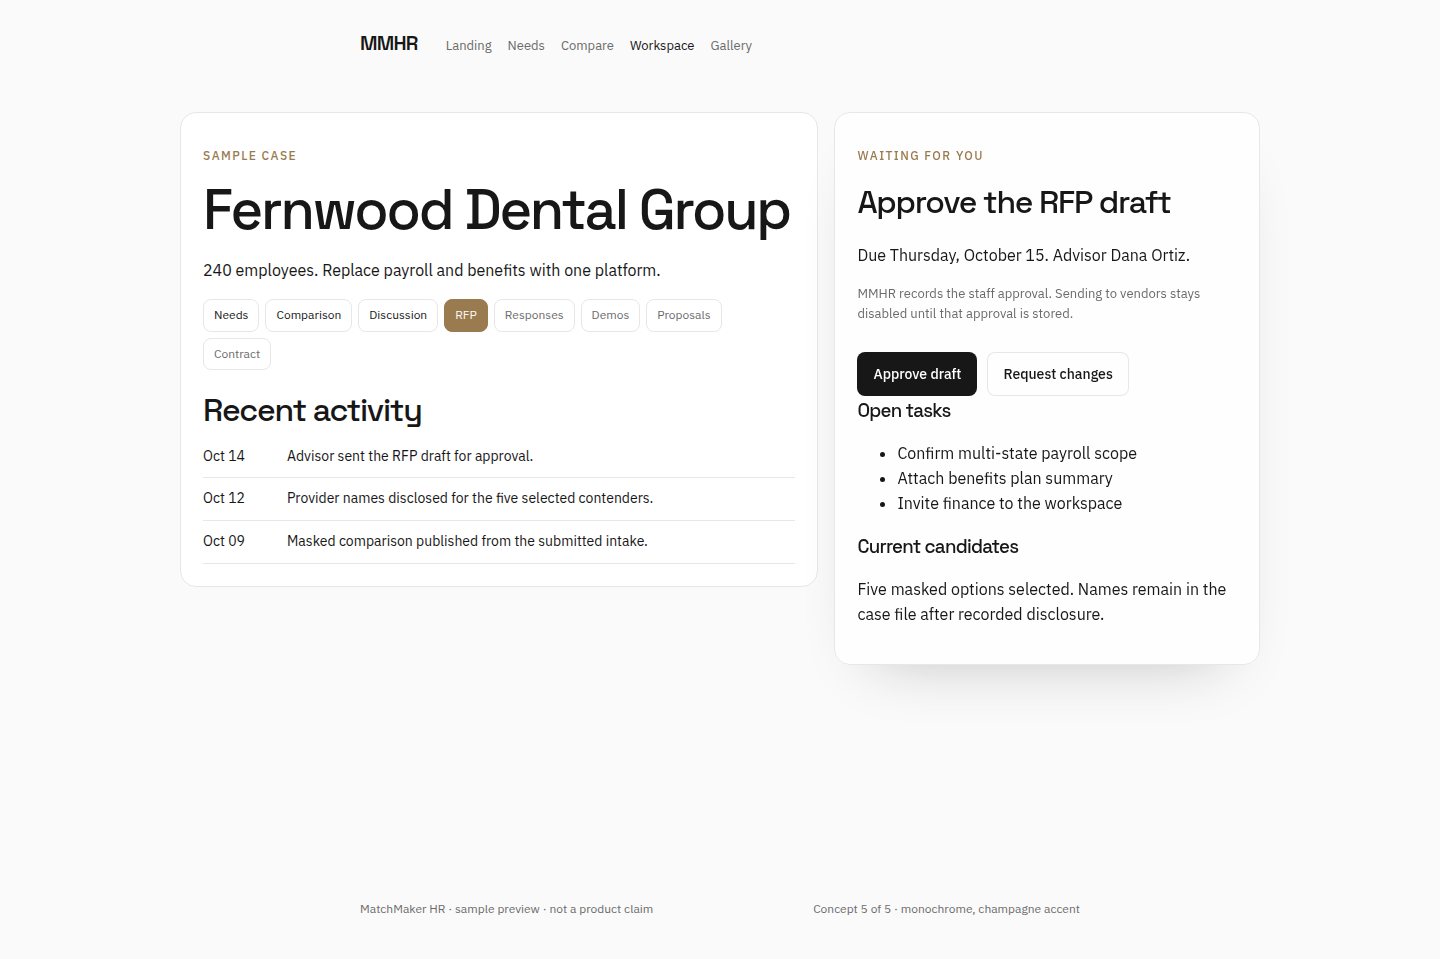 MMHR
Landing Needs Compare Workspace Gallery
SAMPLE CASE
Fernwood Dental Group
240 employees. Replace payroll and benefits with one platform.
Needs Comparison Discussion RFP Responses Demos Proposals
Contract
Recent activity
Oct 14 Advisor sent the RFP draft for approval.
Oct 12 Provider names disclosed for the five selected contenders.
Oct 09 Masked comparison published from the submitted intake.
WAITING FOR YOU
Approve the RFP draft
Due Thursday, October 15. Advisor Dana Ortiz.
MMHR records the staff approval. Sending to vendors stays
disabled until that approval is stored.
Approve draft Request changes
Open tasks
• Confirm multi-state payroll scope
• Attach benefits plan summary
• Invite finance to the workspace
Current candidates
Five masked options selected. Names remain in the
case file after recorded disclosure.
MatchMaker HR · sample preview · not a product claim
Concept 5 of 5 · monochrome, champagne accent